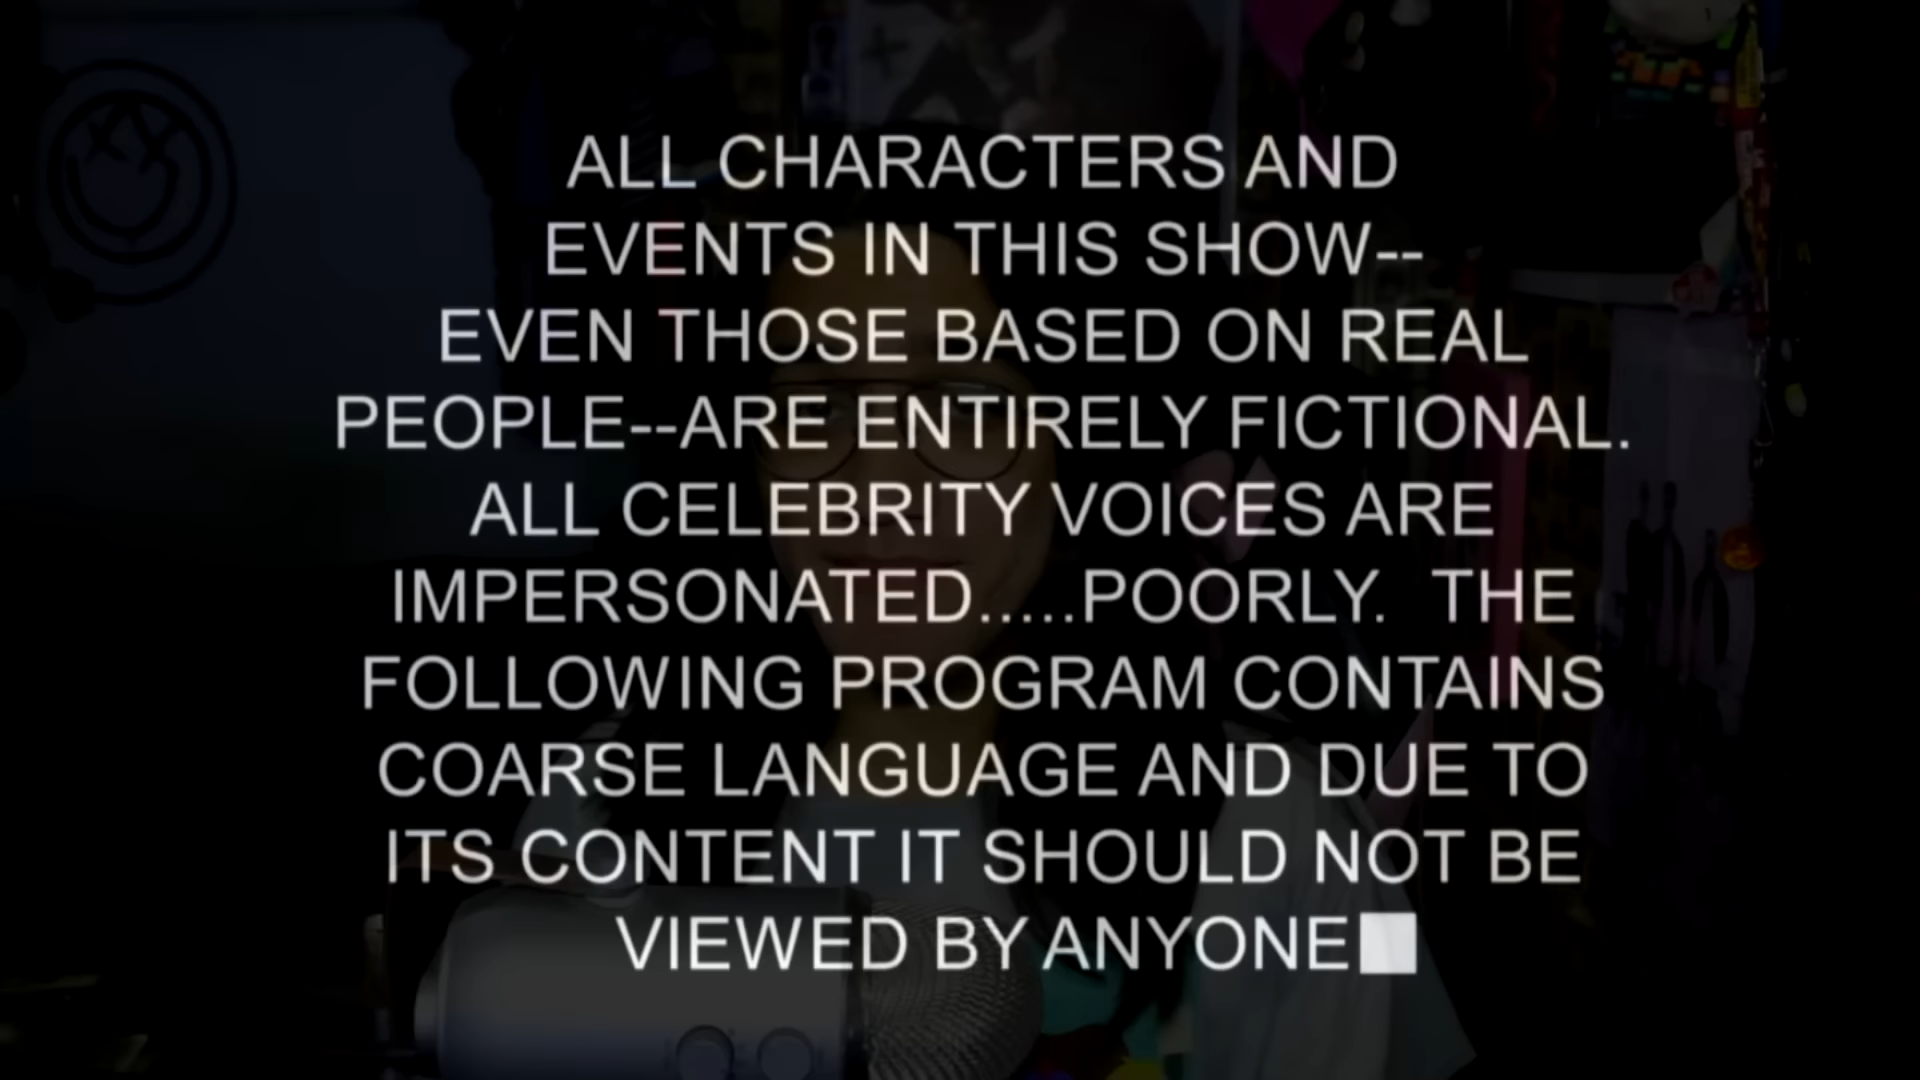 ALL CHARACTERS AND
EVENTS IN THIS SHOW--
EVEN THOSE BASED ON REAL
PEOPLE--ARE ENTIRELY FICTIONAL.
ALL CELEBRITY VOICES ARE
IMPERSONATED.....POORLY. THE
FOLLOWING PROGRAM CONTAINS
COARSE LANGUAGE AND DUE TO
ITS CONTENT IT SHOULD NOT BE
VIEWED BY ANYONE■